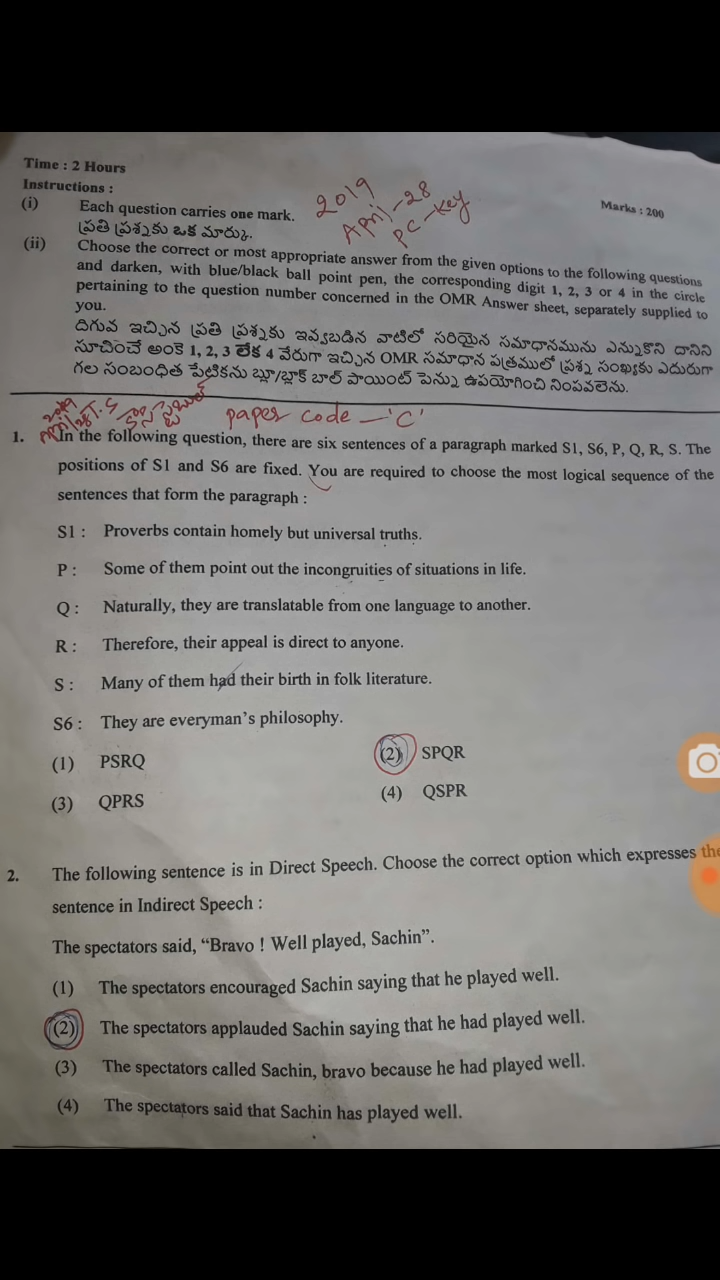 Time : 2 Hours
Marks : 200
Instructions :
2019
April - 28
PC - Key
(i) Each question carries one mark.
ప్రతి ప్రశ్నకు ఒక మార్కు.
(ii) Choose the correct or most appropriate answer from the given options to the following questions
and darken, with blue/black ball point pen, the corresponding digit 1, 2, 3 or 4 in the circle
pertaining to the question number concerned in the OMR Answer sheet, separately supplied to
you.
దిగువ ఇచ్చిన ప్రతి ప్రశ్నకు ఇవ్వబడిన వాటిలో సరియైన సమాధానమును ఎన్నుకొని దానిని
సూచించే అంకె 1, 2, 3 లేక 4 వేరుగా ఇచ్చిన OMR సమాధాన పత్రములో ప్రశ్న సంఖ్యకు ఎదురుగా
గల సంబంధిత పేటికను బ్లూ/బ్లాక్ బాల్ పాయింట్ పెన్ను ఉపయోగించి నింపవలెను.
2019
April 28 T.S కానిస్టేబుల్ paper code - 'C'
1. In the following question, there are six sentences of a paragraph marked S1, S6, P, Q, R, S. The
positions of S1 and S6 are fixed. You are required to choose the most logical sequence of the
sentences that form the paragraph :
S1 : Proverbs contain homely but universal truths.
P : Some of them point out the incongruities of situations in life.
Q : Naturally, they are translatable from one language to another.
R : Therefore, their appeal is direct to anyone.
S : Many of them had their birth in folk literature.
S6 : They are everyman's philosophy.
(1) PSRQ (2) SPQR
(3) QPRS (4) QSPR
2. The following sentence is in Direct Speech. Choose the correct option which expresses the
sentence in Indirect Speech :
The spectators said, “Bravo ! Well played, Sachin”.
(1) The spectators encouraged Sachin saying that he played well.
(2) The spectators applauded Sachin saying that he had played well.
(3) The spectators called Sachin, bravo because he had played well.
(4) The spectators said that Sachin has played well.